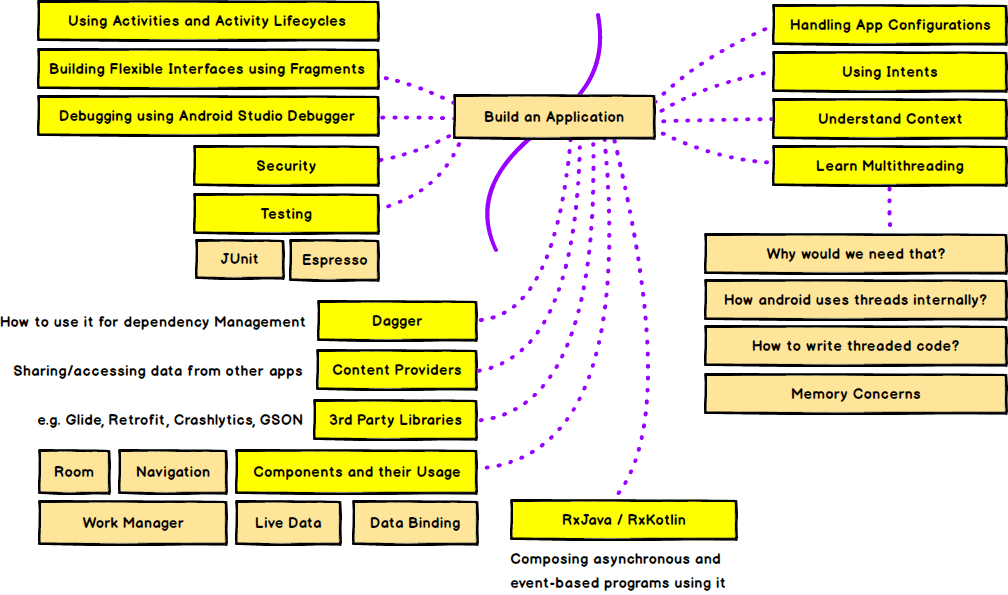 Using Activities and Activity Lifecycles
Building Flexible Interfaces using Fragments
Debugging using Android Studio Debugger
Security
Testing
JUnit
Espresso
Build an Application
Handling App Configurations
Using Intents
Understand Context
Learn Multithreading
Why would we need that?
How android uses threads internally?
How to write threaded code?
Memory Concerns
How to use it for dependency Management
Dagger
Sharing/accessing data from other apps
Content Providers
e.g. Glide, Retrofit, Crashlytics, GSON
3rd Party Libraries
Room
Navigation
Components and their Usage
Work Manager
Live Data
Data Binding
RxJava / RxKotlin
Composing asynchronous and
event-based programs using it